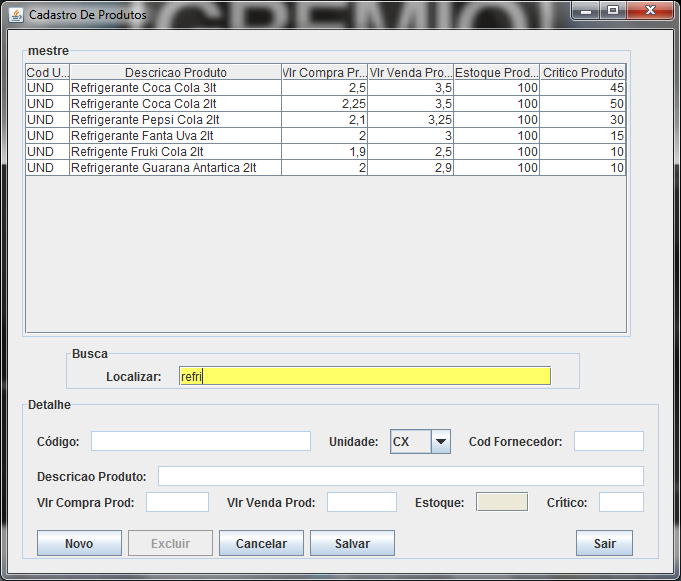 Cadastro De Produtos
mestre
Cod U... Descricao Produto Vlr Compra Pr... Vlr Venda Pro... Estoque Prod... Critico Produto
UND Refrigerante Coca Cola 3lt 2,5 3,5 100 45
UND Refrigerante Coca Cola 2lt 2,25 3,5 100 50
UND Refrigerante Pepsi Cola 2lt 2,1 3,25 100 30
UND Refrigerante Fanta Uva 2lt 2 3 100 15
UND Refrigente Fruki Cola 2lt 1,9 2,5 100 10
UND Refrigerante Guarana Antartica 2lt 2 2,9 100 10
Busca
Localizar: refri
Detalhe
Código: Unidade: CX Cod Fornecedor:
Descricao Produto:
Vlr Compra Prod: Vlr Venda Prod: Estoque: Crítico:
Novo Excluir Cancelar Salvar Sair